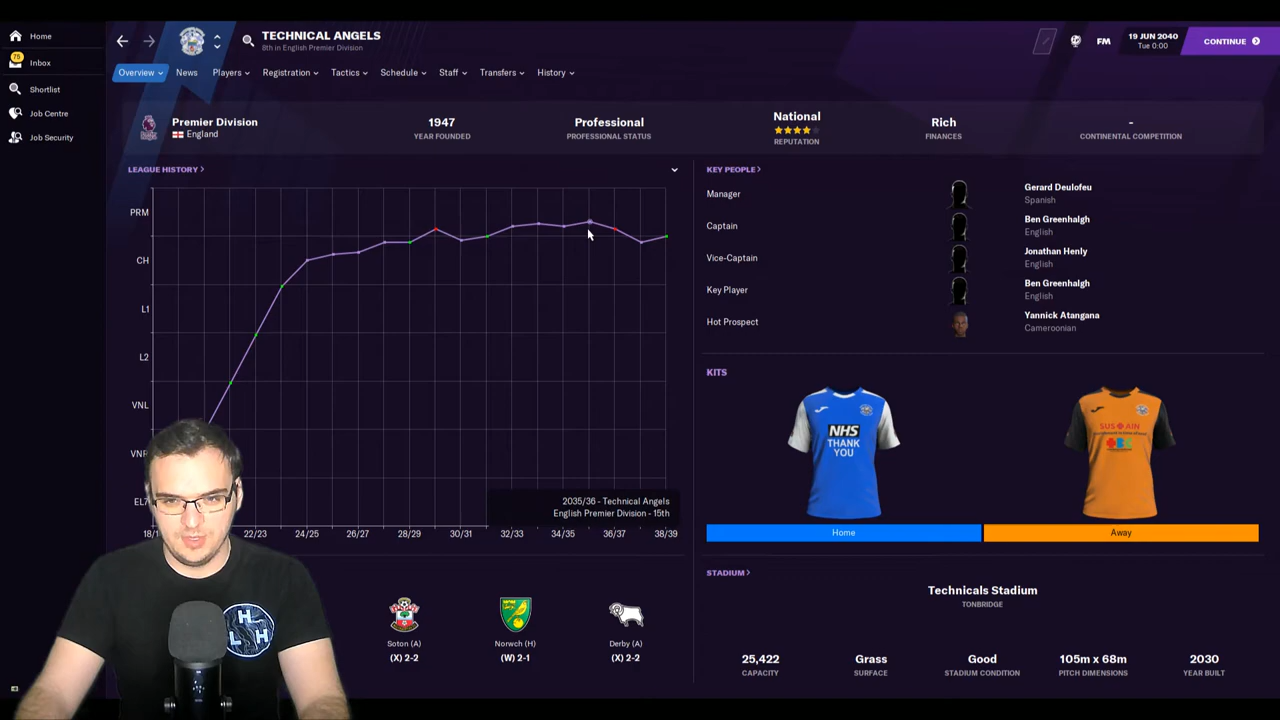 Home
75
Inbox
Shortlist
Job Centre
Job Security
TECHNICAL ANGELS
8th in English Premier Division
FM
19 JUN 2040
Tue 0:00
CONTINUE
Overview
News
Players
Registration
Tactics
Schedule
Staff
Transfers
History
Premier Division
England
1947
YEAR FOUNDED
Professional
PROFESSIONAL STATUS
National
REPUTATION
Rich
FINANCES
-
CONTINENTAL COMPETITION
LEAGUE HISTORY
PRM
CH
L1
L2
VNL
EL7
2035/36 - Technical Angels
English Premier Division - 15th
22/23
24/25
26/27
28/29
30/31
32/33
34/35
36/37
38/39
Soton (A)
(X) 2-2
Norwch (H)
(W) 2-1
Derby (A)
(X) 2-2
KEY PEOPLE
Manager
Gerard Deulofeu
Spanish
Captain
Ben Greenhalgh
English
Vice-Captain
Jonathan Henly
English
Key Player
Ben Greenhalgh
English
Hot Prospect
Yannick Atangana
Cameroonian
KITS
NHS
THANK
YOU
Home
Away
STADIUM
Technicals Stadium
TONBRIDGE
25,422
CAPACITY
Grass
SURFACE
Good
STADIUM CONDITION
105m x 68m
PITCH DIMENSIONS
2030
YEAR BUILT
H
L H